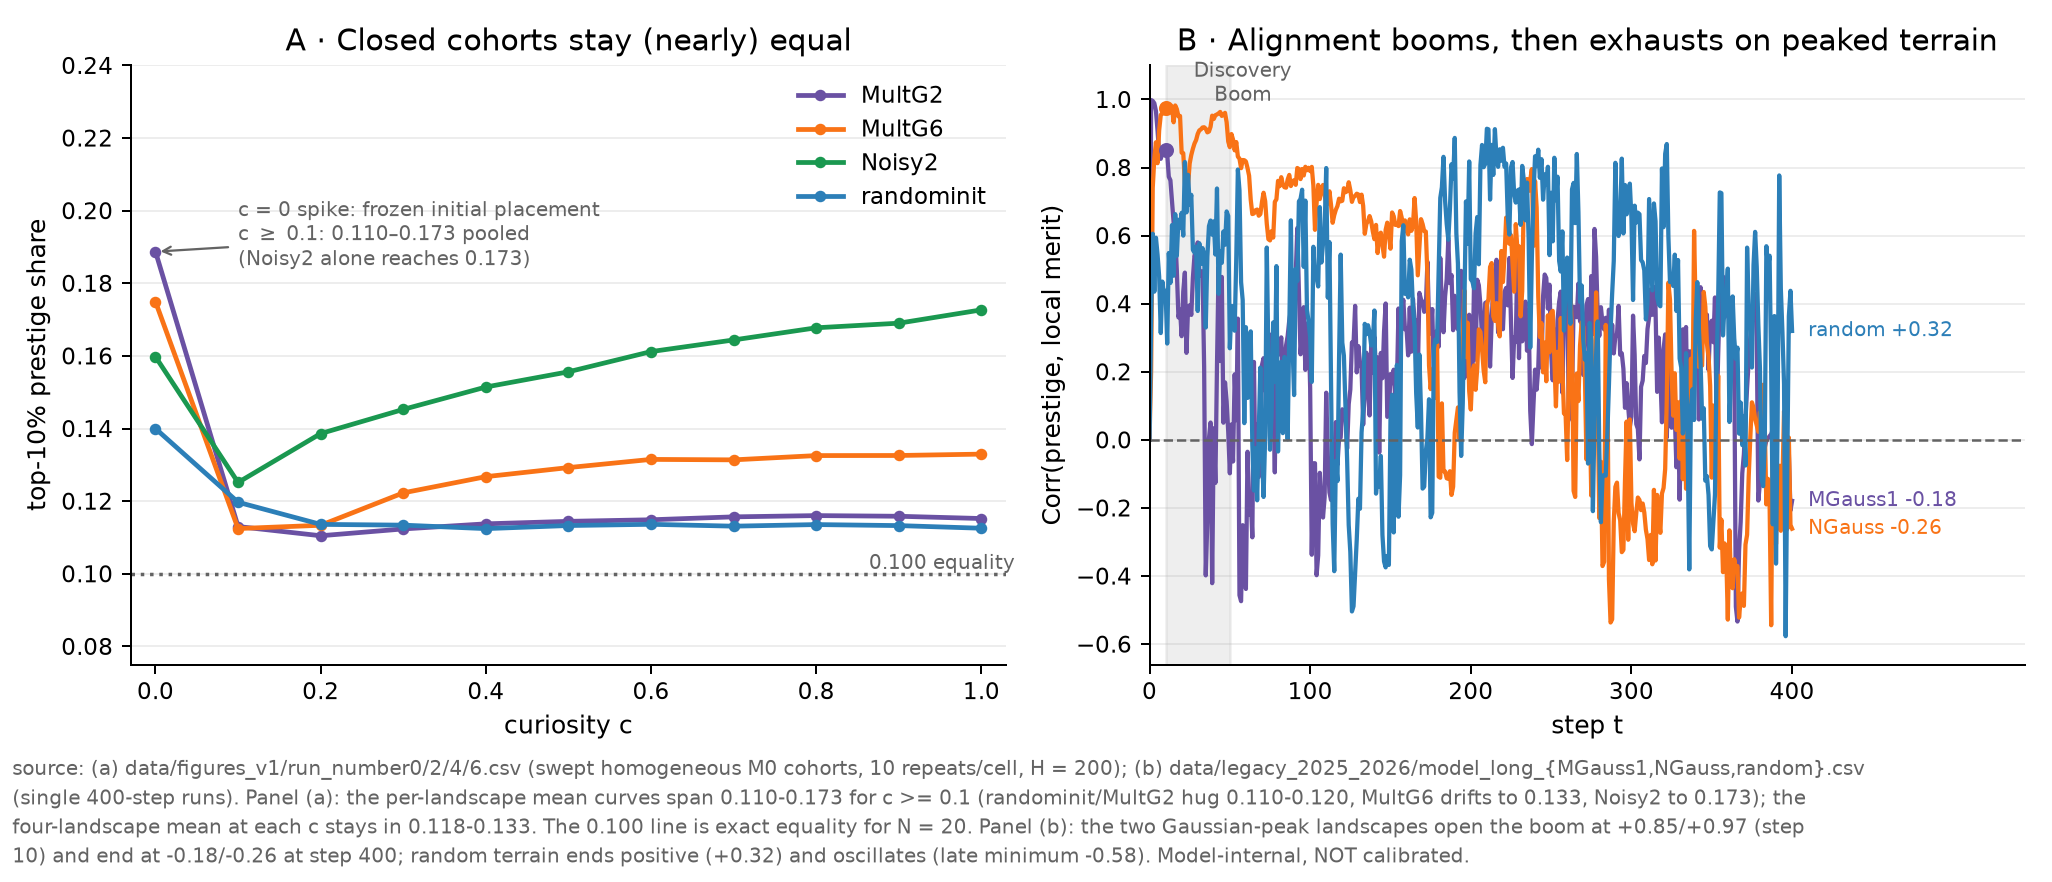 A · Closed cohorts stay (nearly) equal
0.24
0.22
0.20
0.18
0.16
0.14
0.12
0.10
0.08
top-10% prestige share
MultG2
MultG6
Noisy2
randominit
c = 0 spike: frozen initial placement
c ≥ 0.1: 0.110–0.173 pooled
(Noisy2 alone reaches 0.173)
0.100 equality
0.0 0.2 0.4 0.6 0.8 1.0
curiosity c
B · Alignment booms, then exhausts on peaked terrain
Discovery
Boom
1.0
0.8
0.6
0.4
0.2
0.0
−0.2
−0.4
−0.6
Corr(prestige, local merit)
random +0.32
MGauss1 -0.18
NGauss -0.26
0 100 200 300 400
step t
source: (a) data/figures_v1/run_number0/2/4/6.csv (swept homogeneous M0 cohorts, 10 repeats/cell, H = 200); (b) data/legacy_2025_2026/model_long_{MGauss1,NGauss,random}.csv
(single 400-step runs). Panel (a): the per-landscape mean curves span 0.110-0.173 for c >= 0.1 (randominit/MultG2 hug 0.110-0.120, MultG6 drifts to 0.133, Noisy2 to 0.173); the
four-landscape mean at each c stays in 0.118-0.133. The 0.100 line is exact equality for N = 20. Panel (b): the two Gaussian-peak landscapes open the boom at +0.85/+0.97 (step
10) and end at -0.18/-0.26 at step 400; random terrain ends positive (+0.32) and oscillates (late minimum -0.58). Model-internal, NOT calibrated.